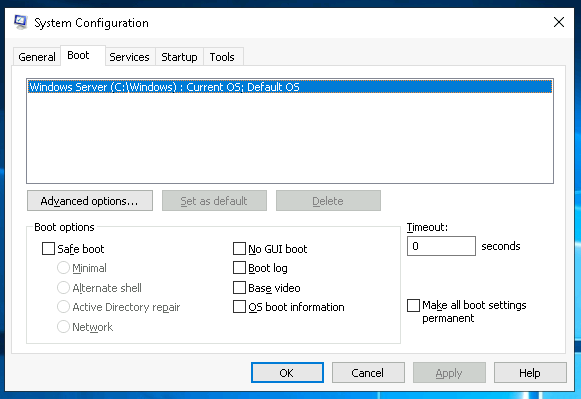 System Configuration
General Boot Services Startup Tools
Windows Server (C:\Windows) : Current OS; Default OS
Advanced options... Set as default Delete
Boot options
Safe boot
Minimal
Alternate shell
Active Directory repair
Network
No GUI boot
Boot log
Base video
OS boot information
Timeout:
0 seconds
Make all boot settings
permanent
OK Cancel Apply Help